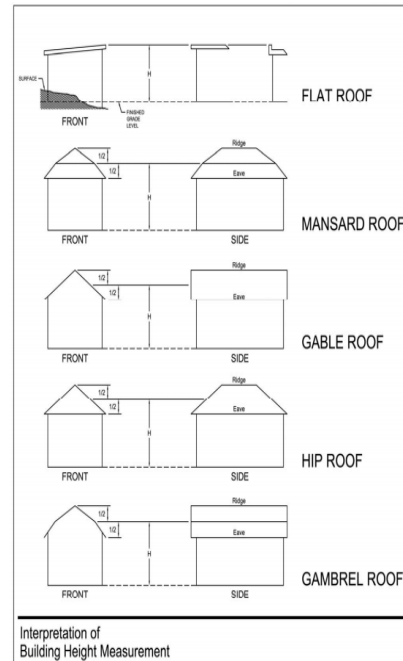 SURFACE
H
FINISHED
GRADE
LEVEL
FRONT
FLAT ROOF
1/2
1/2
H
Ridge
Eave
FRONT
SIDE
MANSARD ROOF
1/2
1/2
H
Ridge
Eave
FRONT
SIDE
GABLE ROOF
1/2
1/2
H
Ridge
Eave
FRONT
SIDE
HIP ROOF
1/2
1/2
H
Ridge
Eave
FRONT
SIDE
GAMBREL ROOF
Interpretation of
Building Height Measurement